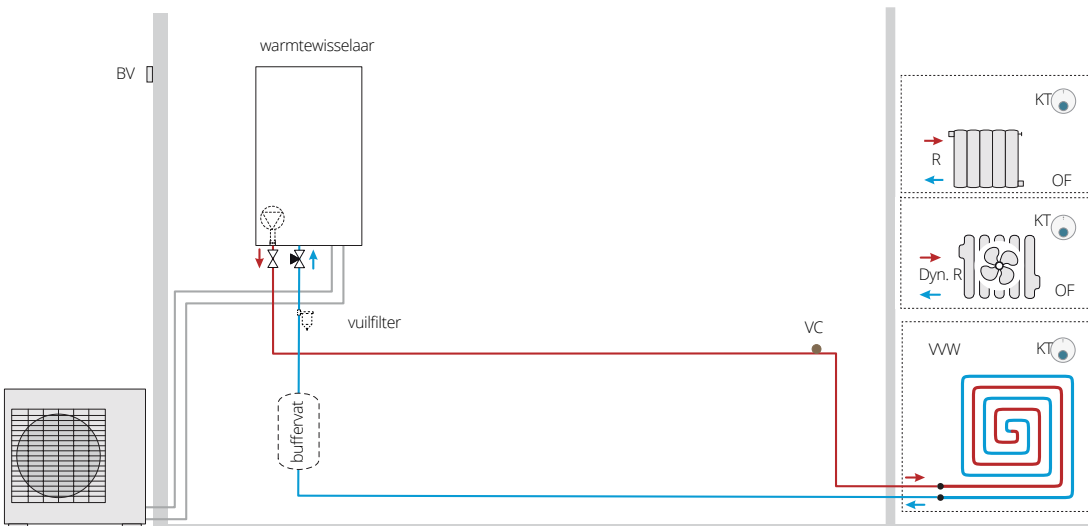 warmtewisselaar
BV
KT
R
OF
KT
Dyn. R
OF
vuilfilter
VC
VVW
KT
buffervat